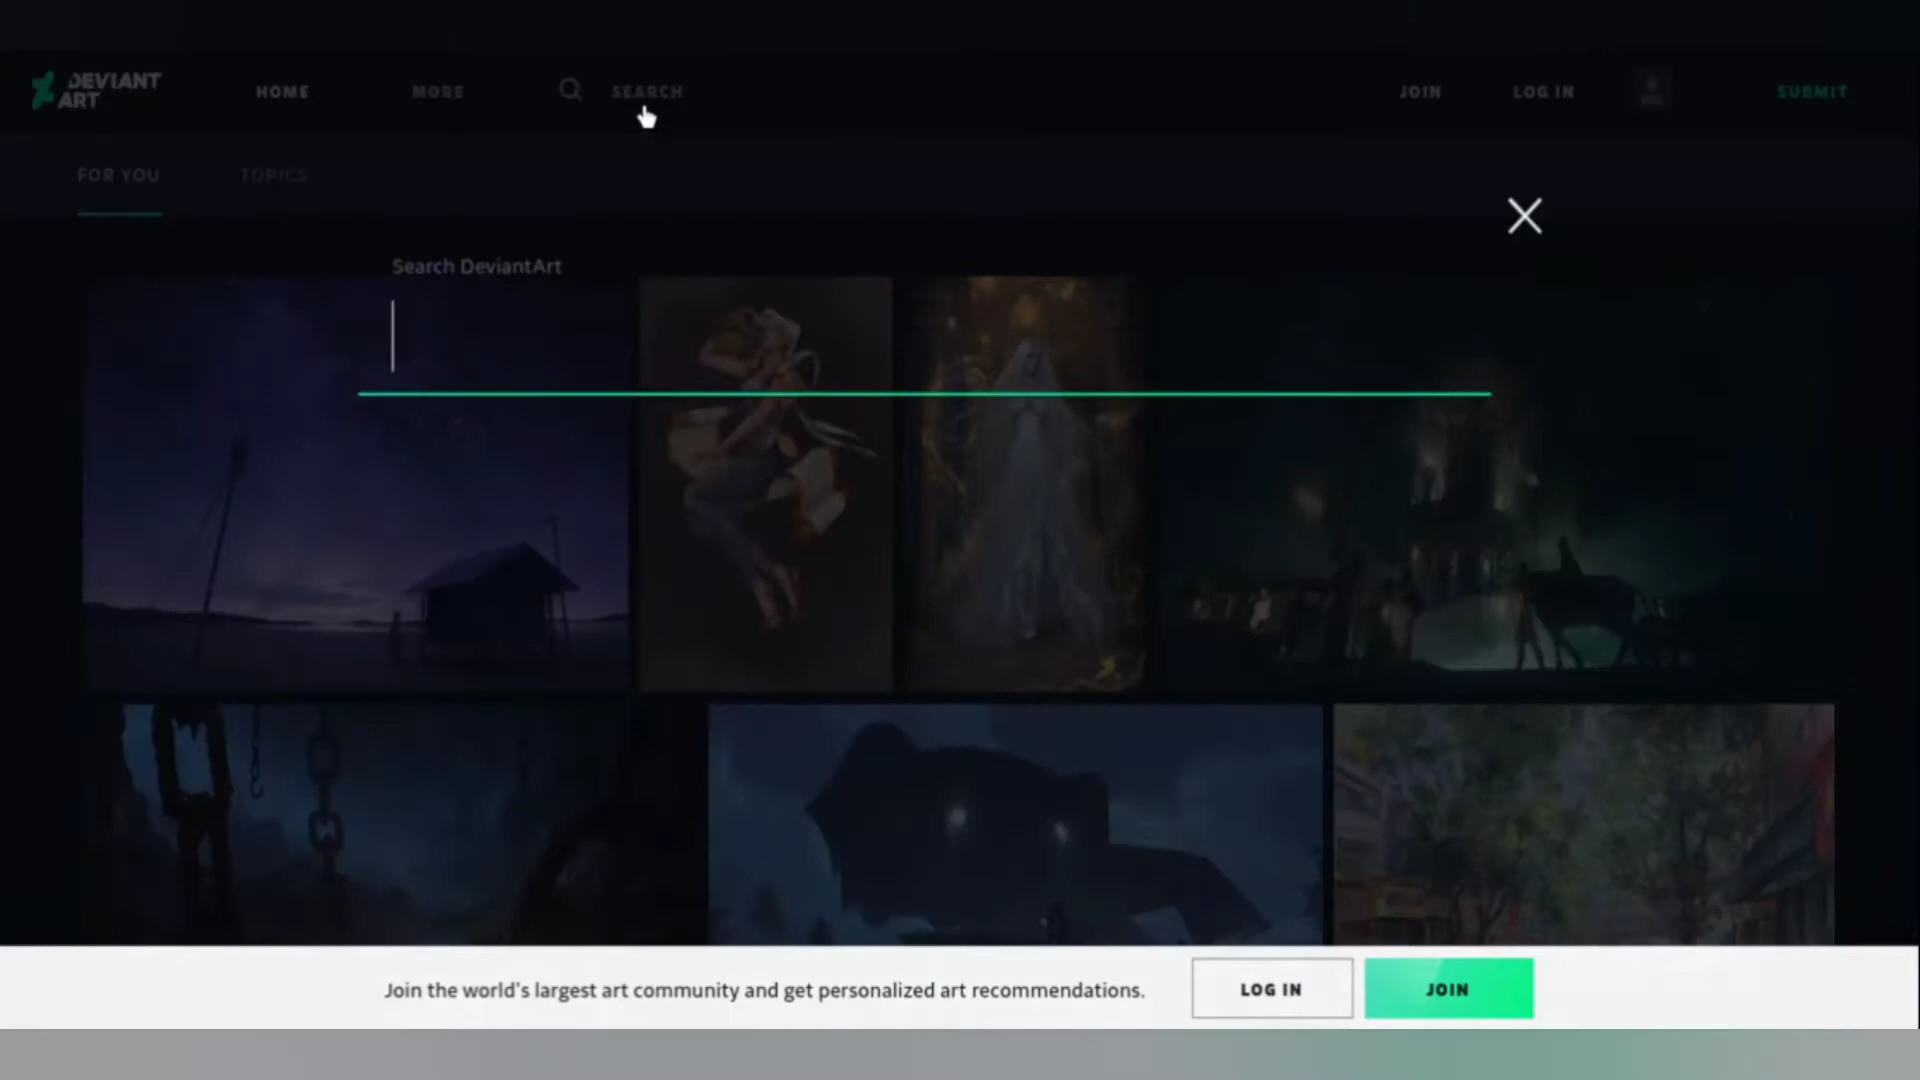 DEVIANT
ART
HOME
MORE
SEARCH
JOIN
LOG IN
SUBMIT
FOR YOU
TOPICS
Search DeviantArt
Join the world's largest art community and get personalized art recommendations.
LOG IN
JOIN